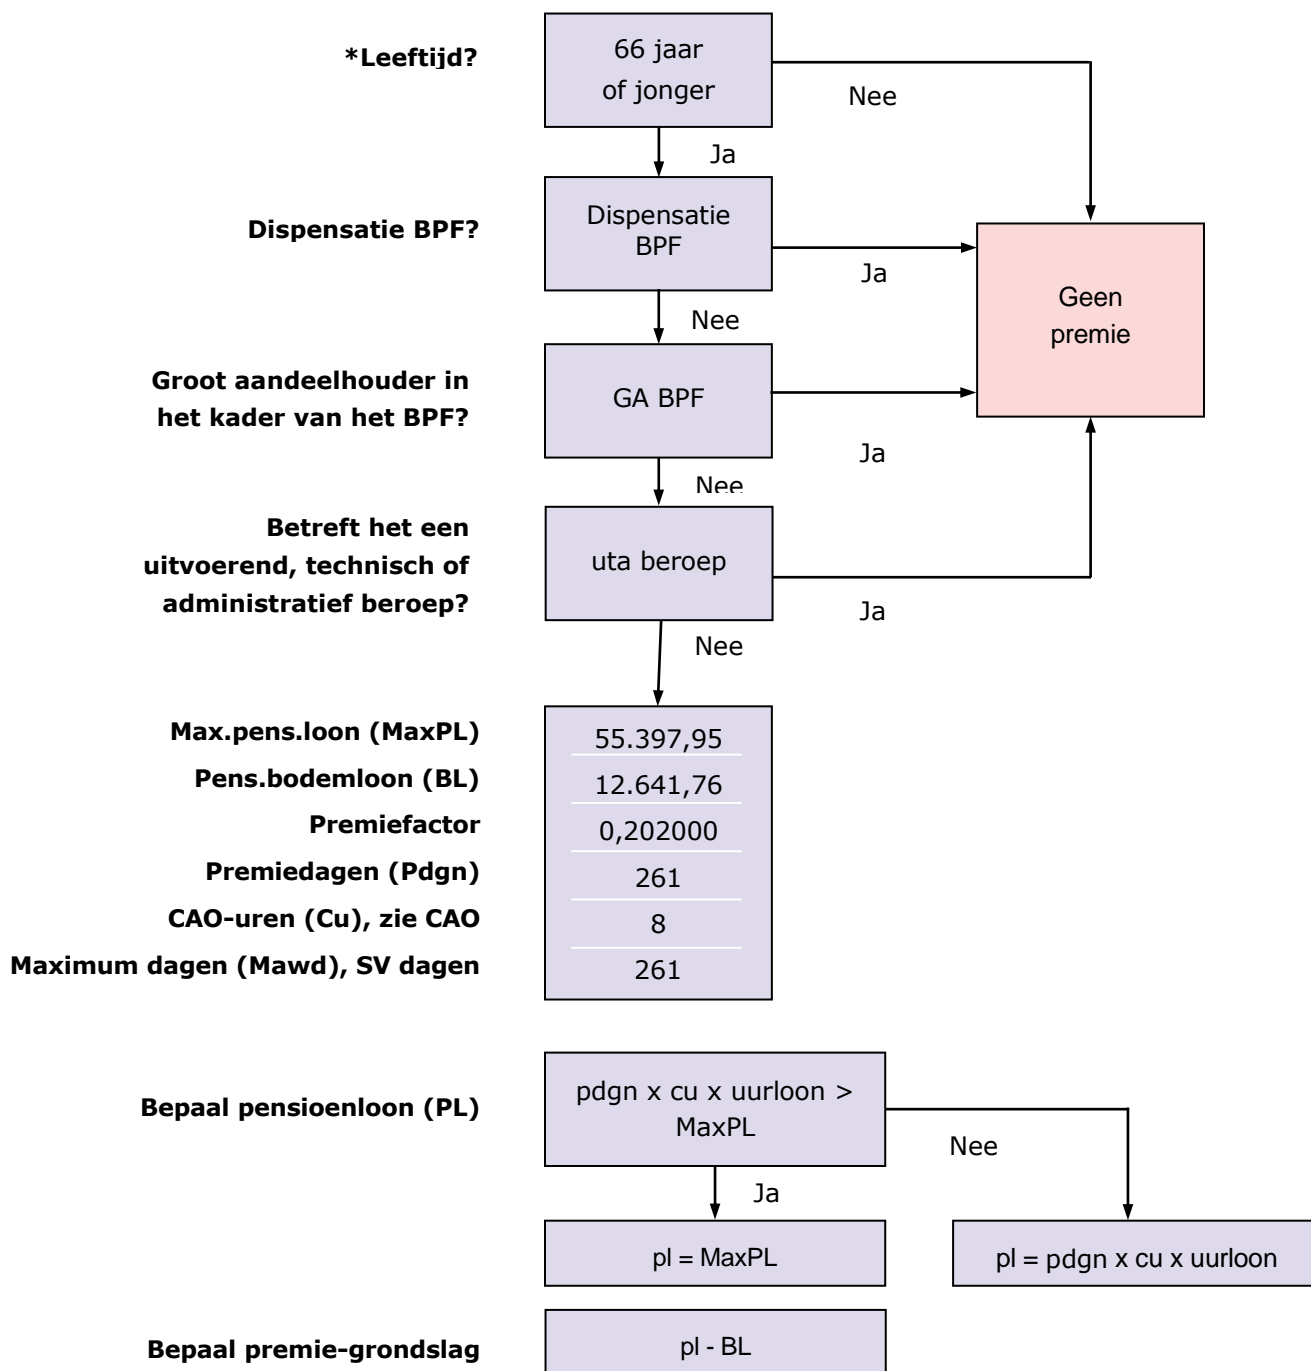 *Leeftijd?
66 jaar
of jonger
Nee
Ja
Dispensatie BPF?
Dispensatie
BPF
Ja
Geen
premie
Nee
Groot aandeelhouder in
het kader van het BPF?
GA BPF
Ja
Nee
Betreft het een
uitvoerend, technisch of
administratief beroep?
uta beroep
Ja
Nee
Max.pens.loon (MaxPL)
55.397,95
Pens.bodemloon (BL)
12.641,76
Premiefactor
0,202000
Premiedagen (Pdgn)
261
CAO-uren (Cu), zie CAO
8
Maximum dagen (Mawd), SV dagen
261
Bepaal pensioenloon (PL)
pdgn x cu x uurloon >
MaxPL
Nee
Ja
pl = MaxPL
pl = pdgn x cu x uurloon
Bepaal premie-grondslag
pl - BL